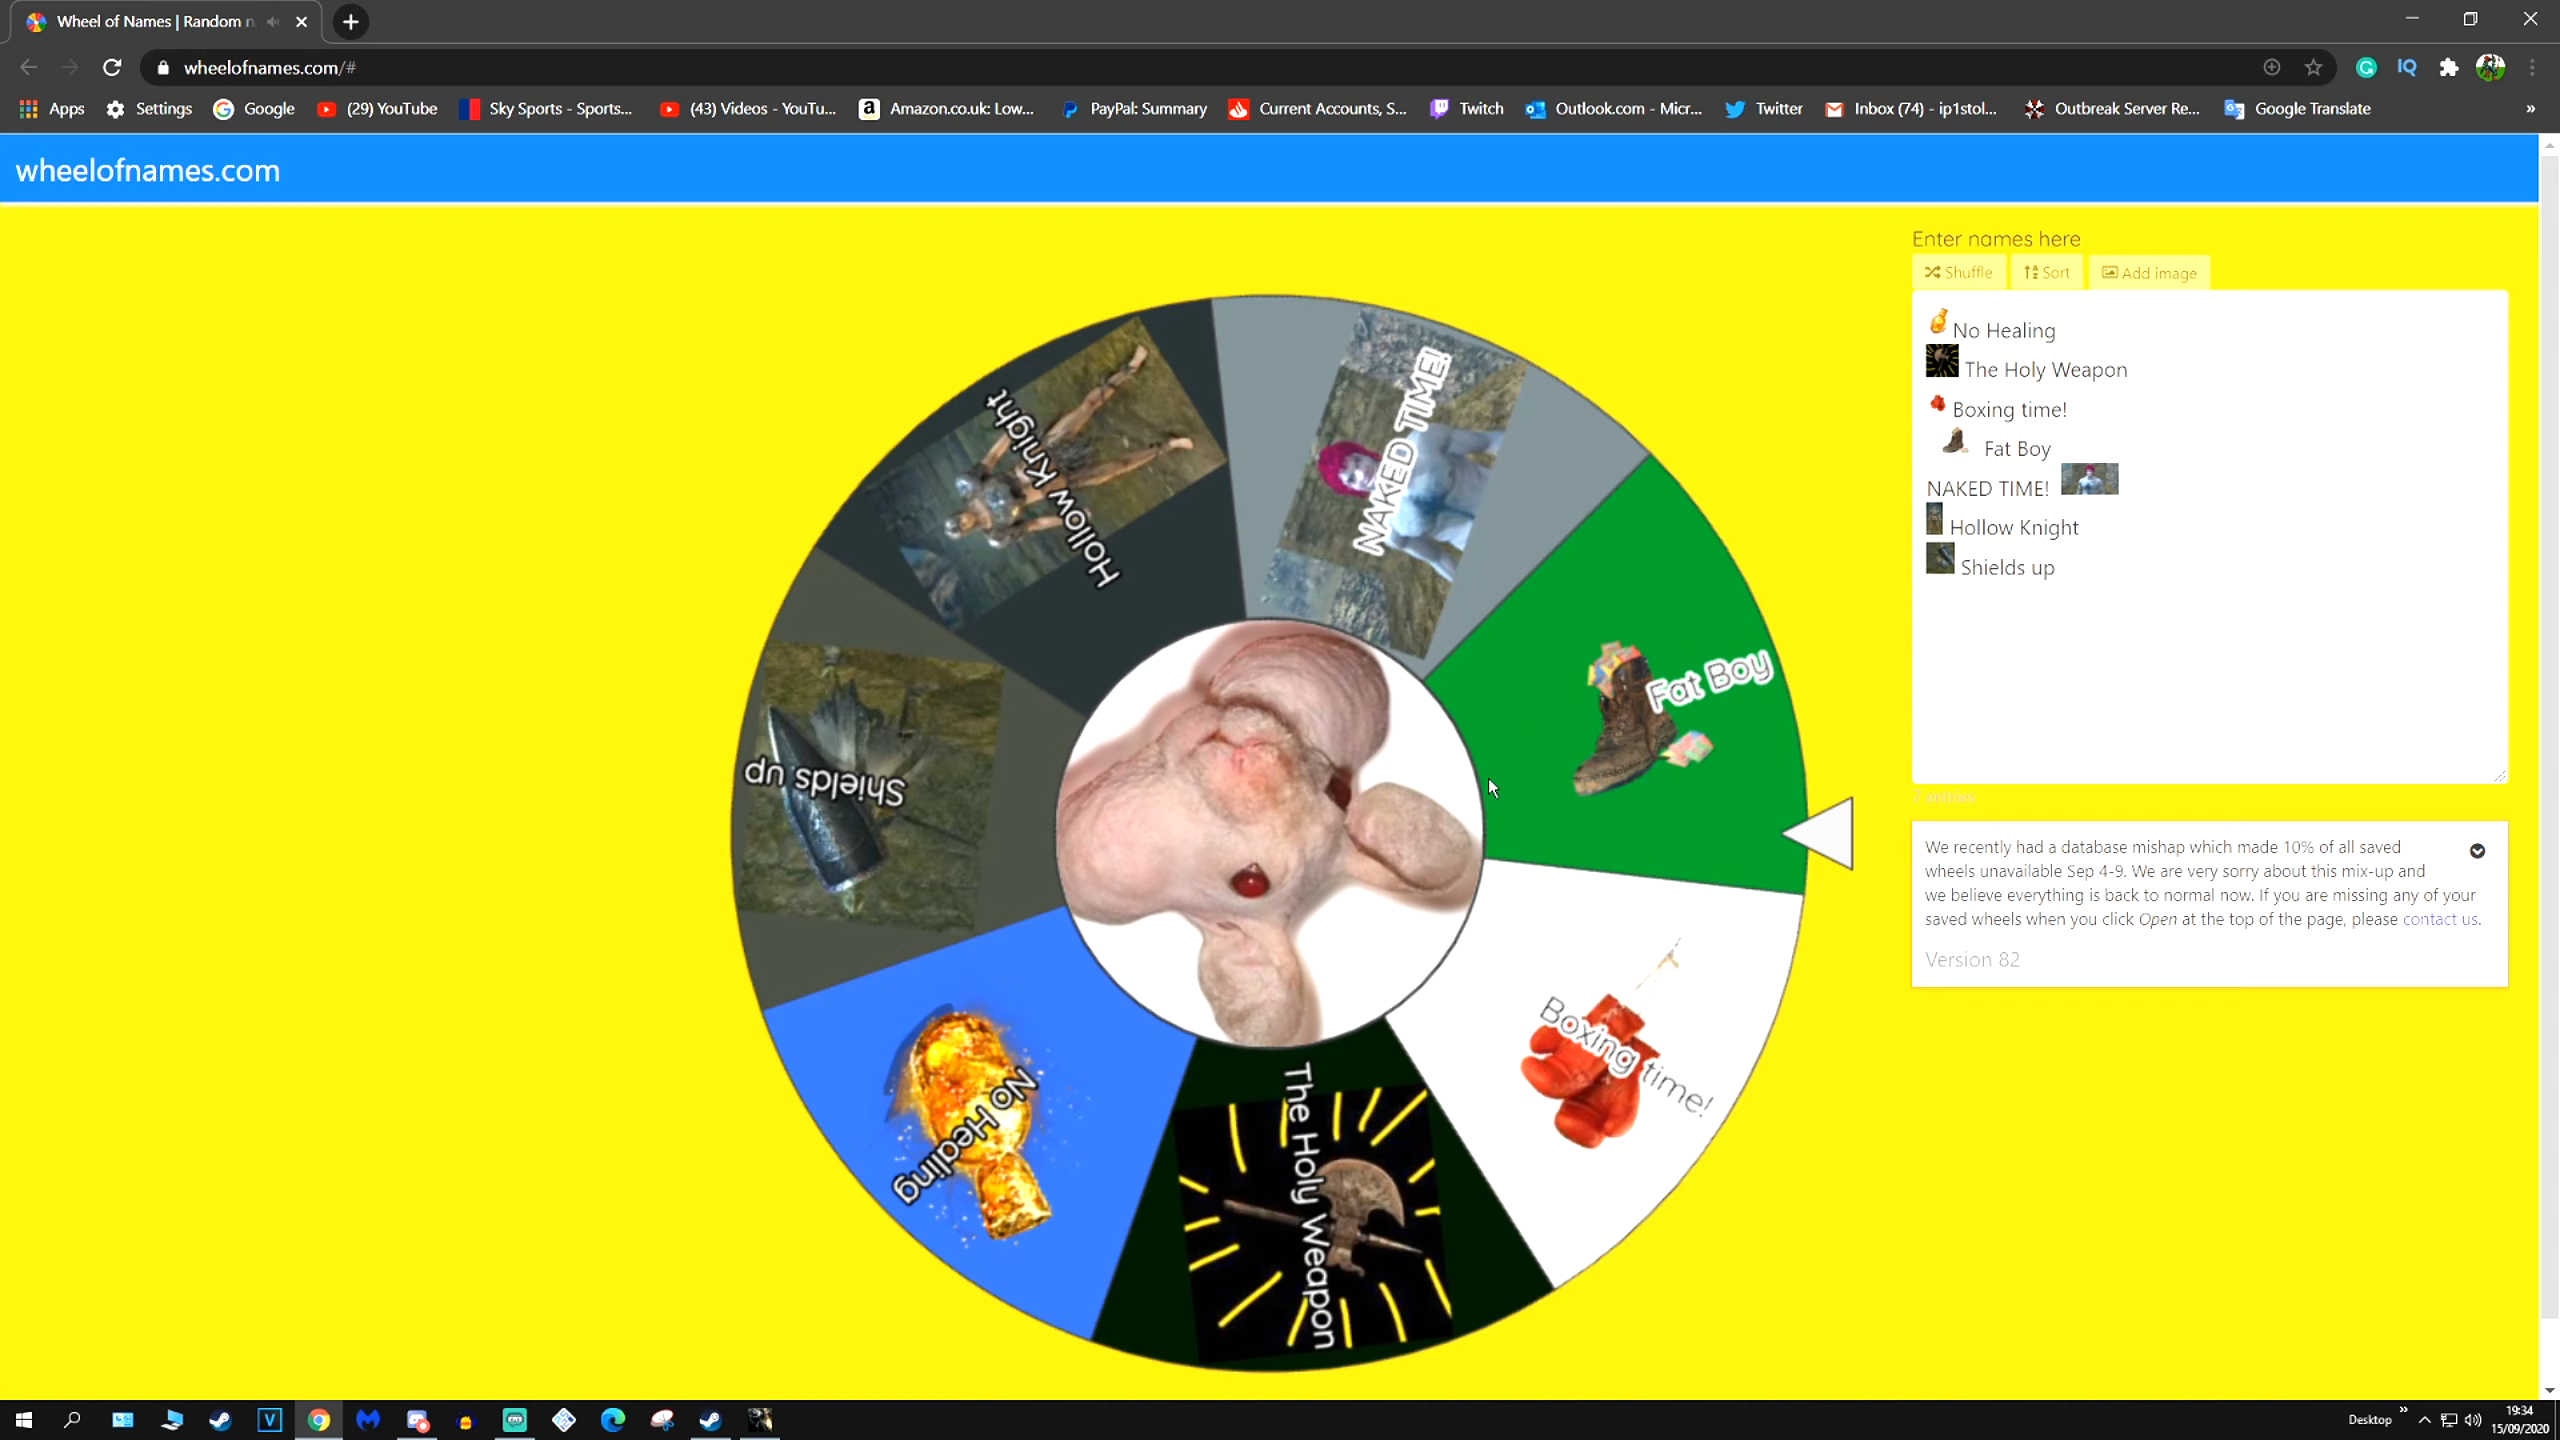 Wheel of Names | Random n
wheelofnames.com/#
Apps Settings Google (29) YouTube Sky Sports - Sports... (43) Videos - YouTu... Amazon.co.uk: Low... PayPal: Summary Current Accounts, S... Twitch Outlook.com - Micr... Twitter Inbox (74) - ip1stol... Outbreak Server Re... Google Translate »
wheelofnames.com
Enter names here
Shuffle Sort Add image
No Healing
The Holy Weapon
Boxing time!
Fat Boy
NAKED TIME!
Hollow Knight
Shields up
7 entries
We recently had a database mishap which made 10% of all saved
wheels unavailable Sep 4-9. We are very sorry about this mix-up and
we believe everything is back to normal now. If you are missing any of your
saved wheels when you click Open at the top of the page, please contact us.
Version 82
NAKED TIME!
Hollow Knight
Fat Boy
Shields up
Boxing time!
No Healing
The Holy Weapon
Desktop »
19:34
15/09/2020